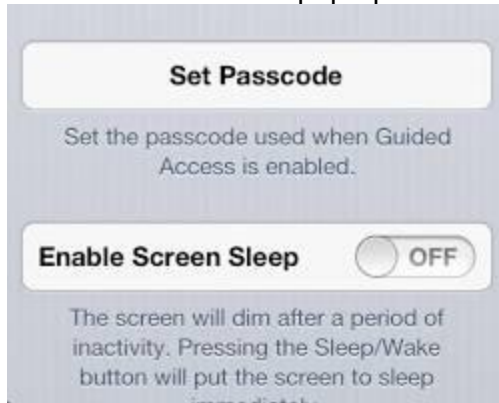 Set Passcode
Set the passcode used when Guided
Access is enabled.
Enable Screen Sleep OFF
The screen will dim after a period of
inactivity. Pressing the Sleep/Wake
button will put the screen to sleep